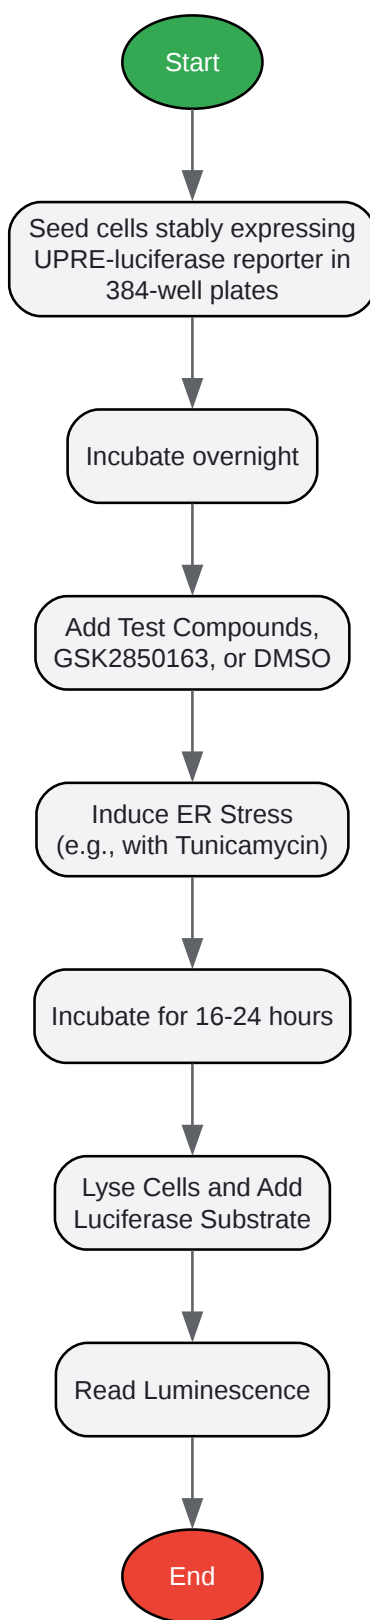 Start
Seed cells stably expressing
UPRE-luciferase reporter in
384-well plates
Incubate overnight
Add Test Compounds,
GSK2850163, or DMSO
Induce ER Stress
(e.g., with Tunicamycin)
Incubate for 16-24 hours
Lyse Cells and Add
Luciferase Substrate
Read Luminescence
End